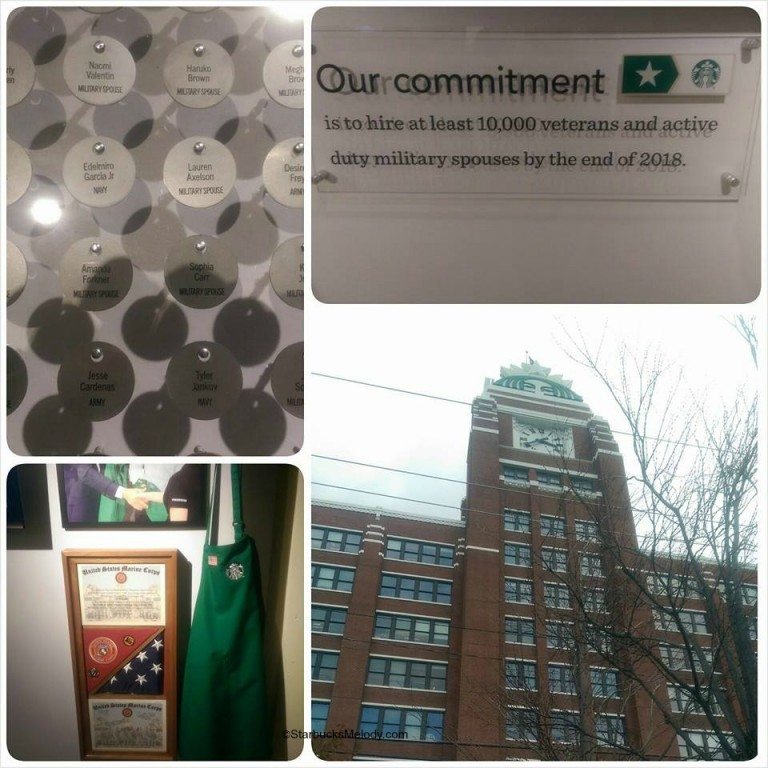 Naomi
Valentin
MILITARY SPOUSE
Haruko
Brown
MILITARY SPOUSE
Edelmiro
Garcia Jr
NAVY
Lauren
Axelson
MILITARY SPOUSE
Amanda
Forkner
MILITARY SPOUSE
Sophia
Carr
MILITARY SPOUSE
Jesse
Cardenas
ARMY
Tyler
Jankuv
NAVY
Our commitment
is to hire at least 10,000 veterans and active
duty military spouses by the end of 2018.
United States Marine Corps
United States Marine Corps
©StarbucksMelody.com